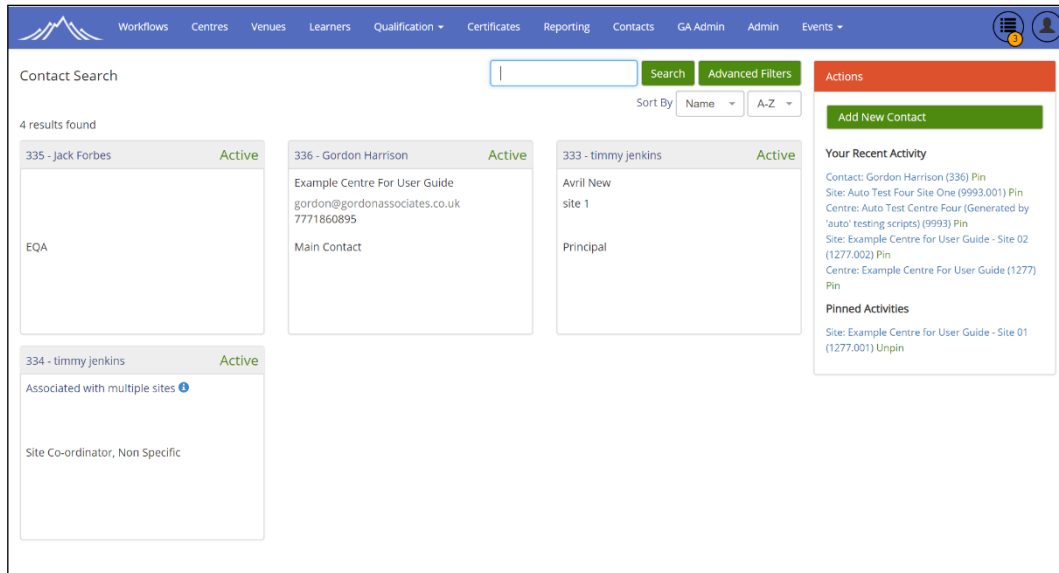 Workflows Centres Venues Learners Qualification Certificates Reporting Contacts GA Admin Admin Events
3
Contact Search
Search Advanced Filters
Sort By Name A-Z
4 results found
335 - Jack Forbes Active
EQA
336 - Gordon Harrison Active
Example Centre For User Guide
gordon@gordonassociates.co.uk
7771860895
Main Contact
333 - timmy jenkins Active
Avril New
site 1
Principal
334 - timmy jenkins Active
Associated with multiple sites
Site Co-ordinator, Non Specific
Actions
Add New Contact
Your Recent Activity
Contact: Gordon Harrison (336) Pin
Site: Auto Test Four Site One (9993.001) Pin
Centre: Auto Test Centre Four (Generated by
'auto' testing scripts) (9993) Pin
Site: Example Centre for User Guide - Site 02
(1277.002) Pin
Centre: Example Centre For User Guide (1277)
Pin
Pinned Activities
Site: Example Centre for User Guide - Site 01
(1277.001) Unpin